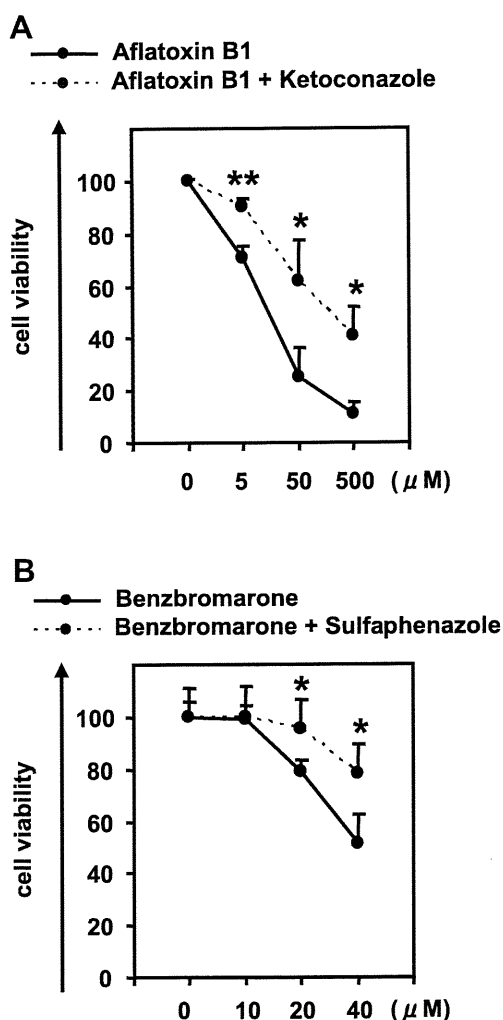 A
Aflatoxin B1
Aflatoxin B1 + Ketoconazole
**
*
*
100
80
60
40
20
0
cell viability
0 5 50 500 (μM)
B
Benzbromarone
Benzbromarone + Sulfaphenazole
*
*
100
80
60
40
20
0
cell viability
0 10 20 40 (μM)